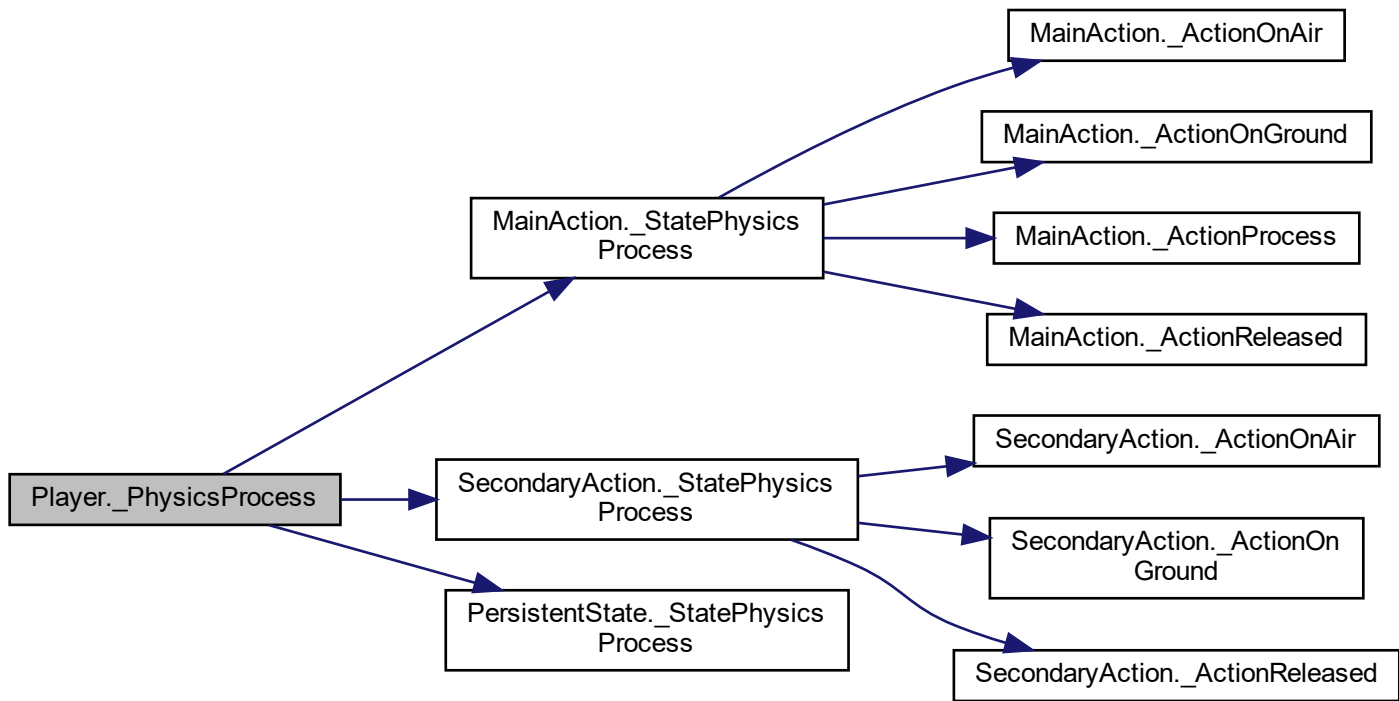 MainAction._ActionOnAir
MainAction._ActionOnGround
MainAction._StatePhysics
Process
MainAction._ActionProcess
MainAction._ActionReleased
Player._PhysicsProcess
SecondaryAction._StatePhysics
Process
SecondaryAction._ActionOnAir
SecondaryAction._ActionOn
Ground
PersistentState._StatePhysics
Process
SecondaryAction._ActionReleased